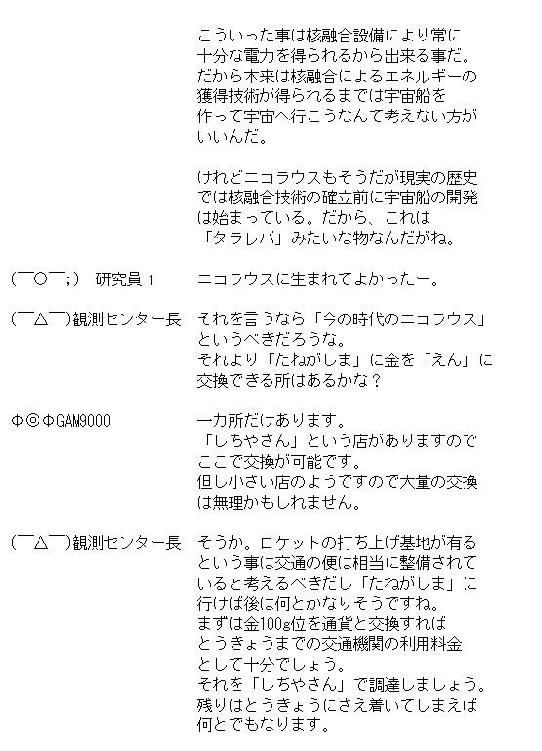 こういった事は核融合設備により常に
十分な電力を得られるから出来る事だ。
だから本来は核融合によるエネルギーの
獲得技術が得られるまでは宇宙船を
作って宇宙へ行こうなんて考えない方が
いいんだ。
けれどニコラウスもそうだが現実の歴史
では核融合技術の確立前に宇宙船の開発
は始まっている。だから、これは
「タラレバ」みたいな物なんだがね。
(￣○￣;) 研究員1 ニコラウスに生まれてよかったー。
(￣△￣)観測センター長 それを言うなら「今の時代のニコラウス」
というべきだろうな。
それより「たねがしま」に金を「えん」に
交換できる所はあるかな？
Φ◎ΦGAM9000 一カ所だけあります。
「しちやさん」という店がありますので
ここで交換が可能です。
但し小さい店のようですので大量の交換
は無理かもしれません。
(￣△￣)観測センター長 そうか。ロケットの打ち上げ基地が有る
という事は交通の便は相当に整備されて
いると考えるべきだし「たねがしま」に
行けば後は何とかなりそうですね。
まずは金100g位を通貨と交換すれば
とうきょうまでの交通機関の利用料金
として十分でしょう。
それを「しちやさん」で調達しましょう。
残りはとうきょうにさえ着いてしまえば
何とでもなります。